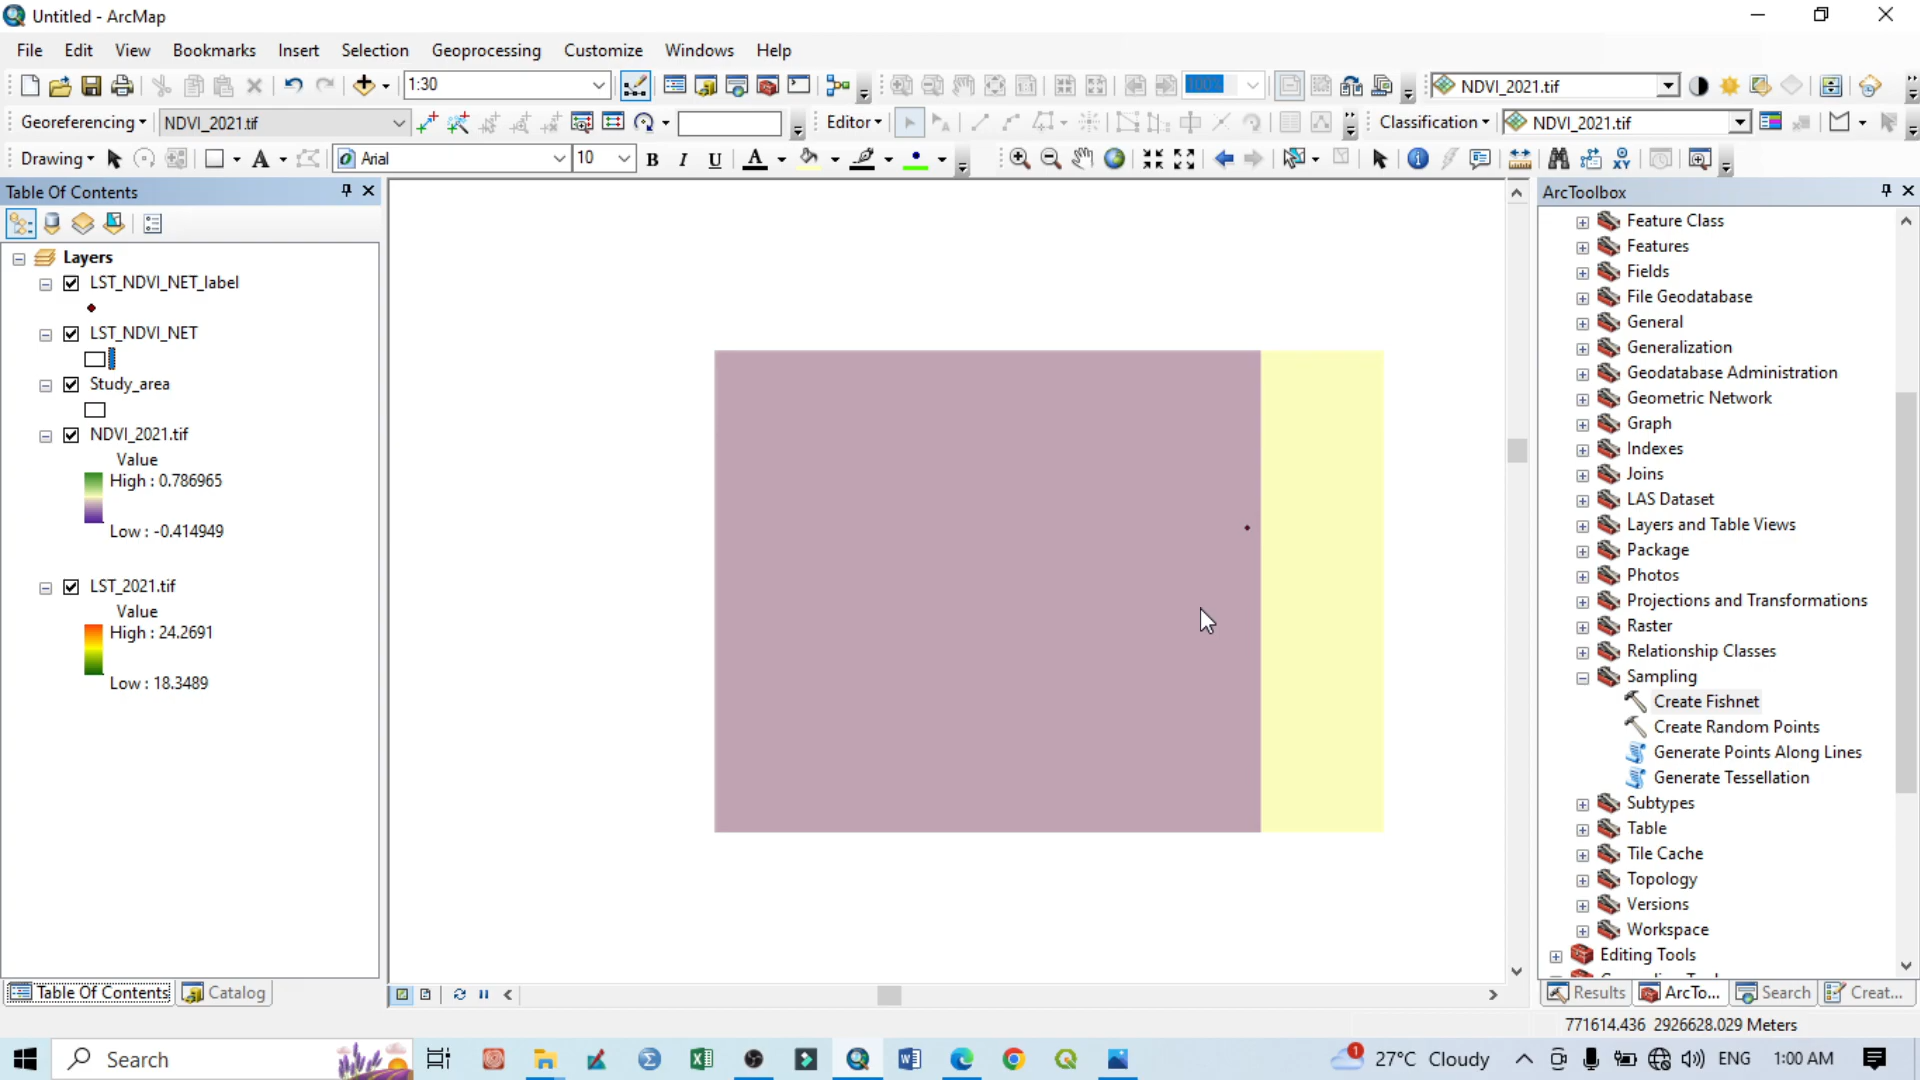 Untitled - ArcMap
File Edit View Bookmarks Insert Selection Geoprocessing Customize Windows Help
1:30 100% NDVI_2021.tif
Georeferencing NDVI_2021.tif Editor Classification NDVI_2021.tif
Drawing A Arial 10 B I U A
Table Of Contents
ArcToolbox
Layers
LST_NDVI_NET_label
LST_NDVI_NET
Study_area
NDVI_2021.tif
Value
High : 0.786965
Low : -0.414949
LST_2021.tif
Value
High : 24.2691
Low : 18.3489
Feature Class
Features
Fields
File Geodatabase
General
Generalization
Geodatabase Administration
Geometric Network
Graph
Indexes
Joins
LAS Dataset
Layers and Table Views
Package
Photos
Projections and Transformations
Raster
Relationship Classes
Sampling
Create Fishnet
Create Random Points
Generate Points Along Lines
Generate Tessellation
Subtypes
Table
Tile Cache
Topology
Versions
Workspace
Editing Tools
Table Of Contents Catalog
Results ArcTo... Search Creat...
771614.436 2926628.029 Meters
Search 1 27°C Cloudy ENG 1:00 AM